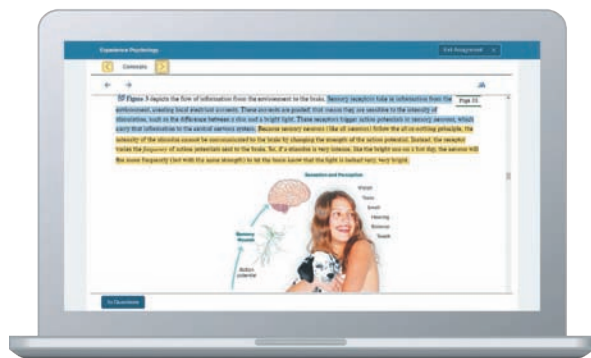 Experience Psychology
Exit Assignment
Contents
Figure 3 depicts the flow of information from the environment to the brain. Sensory receptors take in information from the
environment, creating local electrical currents. These currents are graded; that means they are sensitive to the intensity of
stimulation, such as the difference between a dim and a bright light. These receptors trigger action potentials in sensory neurons, which
carry that information to the central nervous system. Because sensory neurons (like all neurons) follow the all-or-nothing principle, the
intensity of the stimulus cannot be communicated to the brain by changing the strength of the action potential. Instead, the receptor
varies the frequency of action potentials sent to the brain. So, if a stimulus is very intense, like the bright sun on a hot day, the neuron will
fire more frequently (but with the same strength) to let the brain know that the light is indeed very, very bright.
Page
Sensation and Perception
Vision
Taste
Smell
Hearing
Balance
Touch
Sensory
Neuron
Action
potential
To Questions